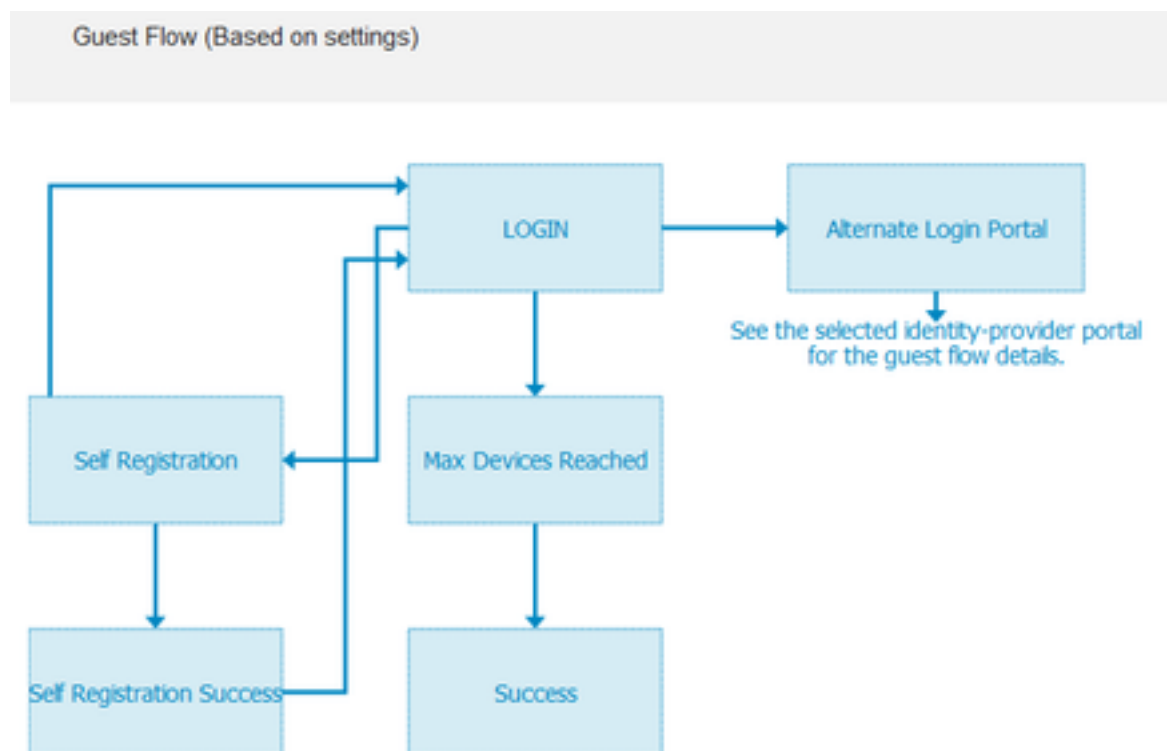 Guest Flow (Based on settings)
LOGIN
Alternate Login Portal
See the selected identity-provider portal
for the guest flow details.
Self Registration
Max Devices Reached
Self Registration Success
Success